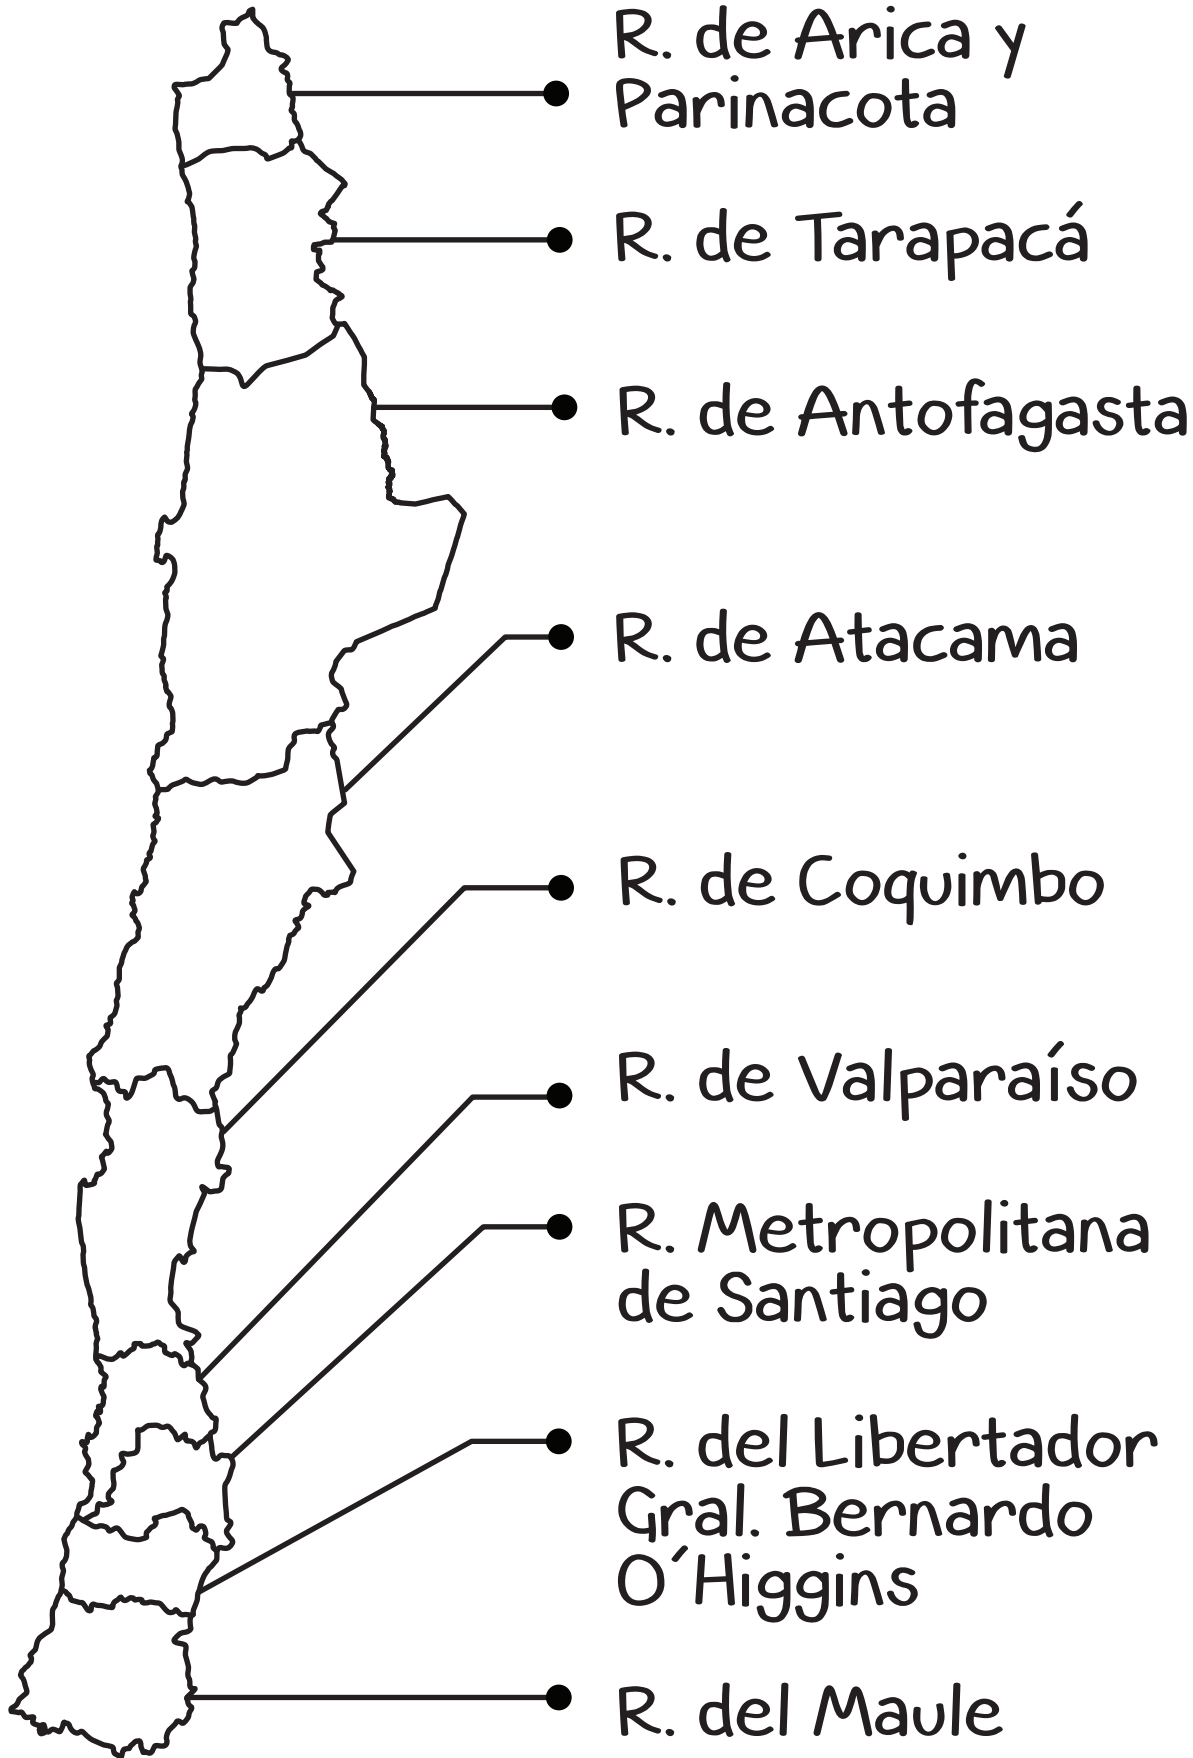 R. de Arica y
Parinacota
R. de Tarapacá
R. de Antofagasta
R. de Atacama
R. de Coquimbo
R. de Valparaíso
R. Metropolitana
de Santiago
R. del Libertador
Gral. Bernardo
O´Higgins
R. del Maule